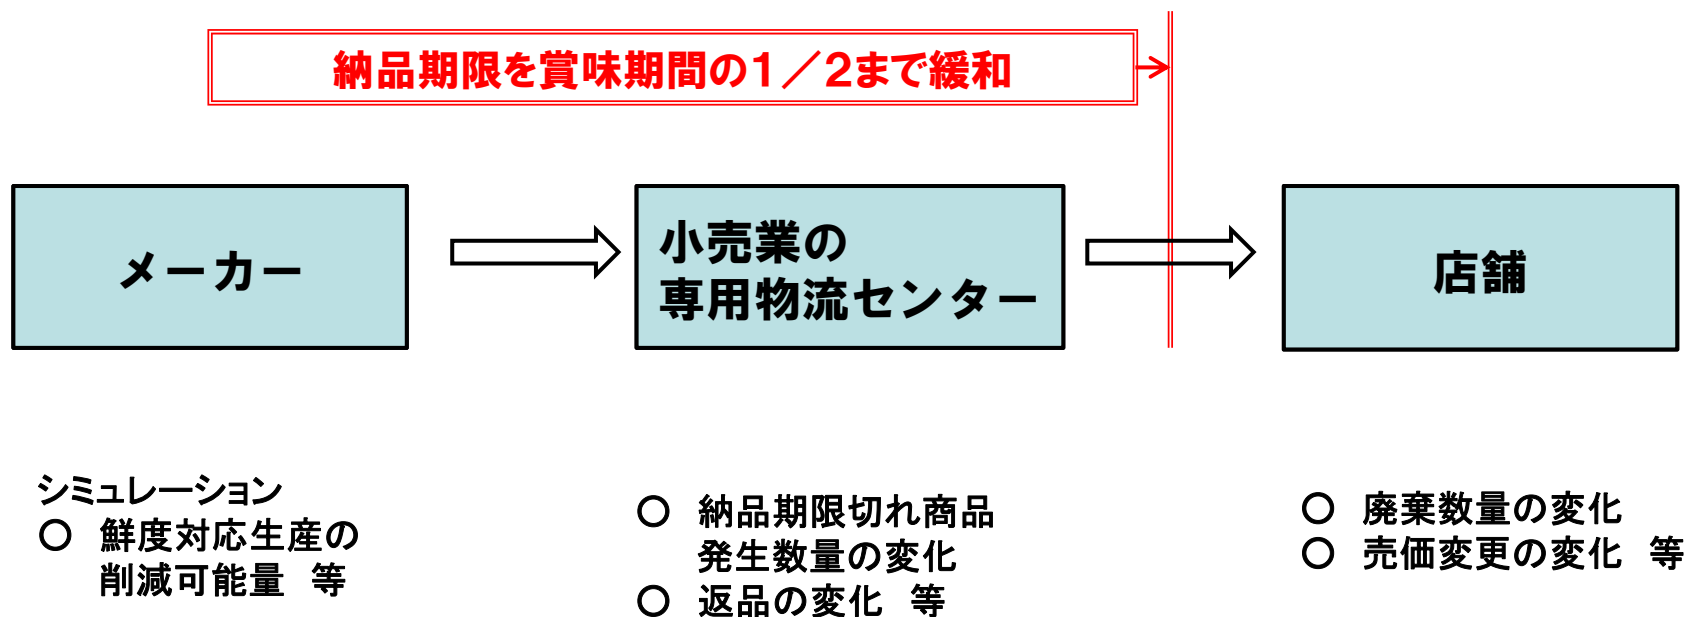 納品期限を賞味期間の1／2まで緩和
メーカー
小売業の
専用物流センター
店舗
シミュレーション
○ 鮮度対応生産の
削減可能量 等
○ 納品期限切れ商品
発生数量の変化
○ 返品の変化 等
○ 廃棄数量の変化
○ 売価変更の変化 等